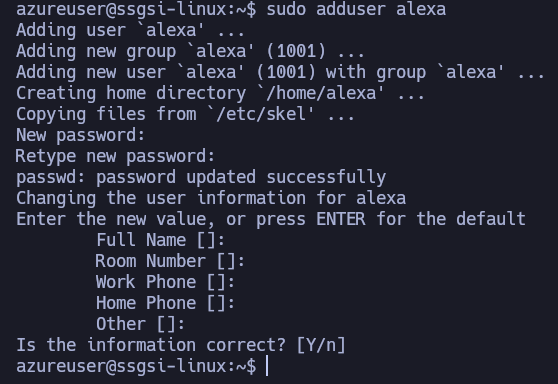 azureuser@ssgsi-linux:~$ sudo adduser alexa
Adding user `alexa' ...
Adding new group `alexa' (1001) ...
Adding new user `alexa' (1001) with group `alexa' ...
Creating home directory `/home/alexa' ...
Copying files from `/etc/skel' ...
New password:
Retype new password:
passwd: password updated successfully
Changing the user information for alexa
Enter the new value, or press ENTER for the default
        Full Name []:
        Room Number []:
        Work Phone []:
        Home Phone []:
        Other []:
Is the information correct? [Y/n]
azureuser@ssgsi-linux:~$